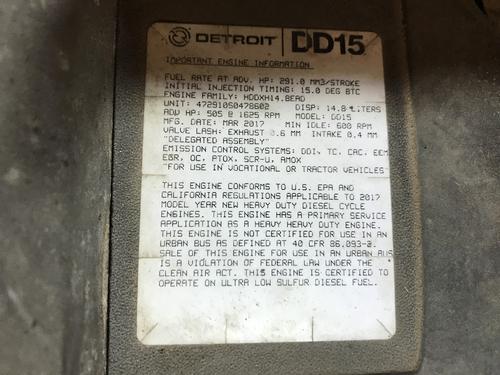 DETROIT DD15
IMPORTANT ENGINE INFORMATION
FUEL RATE AT ADV. HP: 291.0 MM3/STROKE
INITIAL INJECTION TIMING: 15.0 DEG BTC
ENGINE FAMILY: HDDXH14.8EAD
UNIT: 472910S0478602 DISP: 14.8 LITERS
ADV HP: 505 @ 1625 RPM MODEL: DD15
MFG. DATE: MAR 2017 MIN IDLE: 600 RPM
VALVE LASH: EXHAUST 0.6 MM INTAKE 0.4 MM
"DELEGATED ASSEMBLY"
EMISSION CONTROL SYSTEMS: DDI, TC, CAC, EEM
EGR, OC, PTOX, SCR-U, AMOX
"FOR USE IN VOCATIONAL OR TRACTOR VEHICLES"
THIS ENGINE CONFORMS TO U.S. EPA AND
CALIFORNIA REGULATIONS APPLICABLE TO 2017
MODEL YEAR NEW HEAVY DUTY DIESEL CYCLE
ENGINES. THIS ENGINE HAS A PRIMARY SERVICE
APPLICATION AS A HEAVY HEAVY DUTY ENGINE.
THIS ENGINE IS NOT CERTIFIED FOR USE IN AN
URBAN BUS AS DEFINED AT 40 CFR 86.093-2.
SALE OF THIS ENGINE FOR USE IN AN URBAN BUS
IS A VIOLATION OF FEDERAL LAW UNDER THE
CLEAN AIR ACT. THIS ENGINE IS CERTIFIED TO
OPERATE ON ULTRA LOW SULFUR DIESEL FUEL.